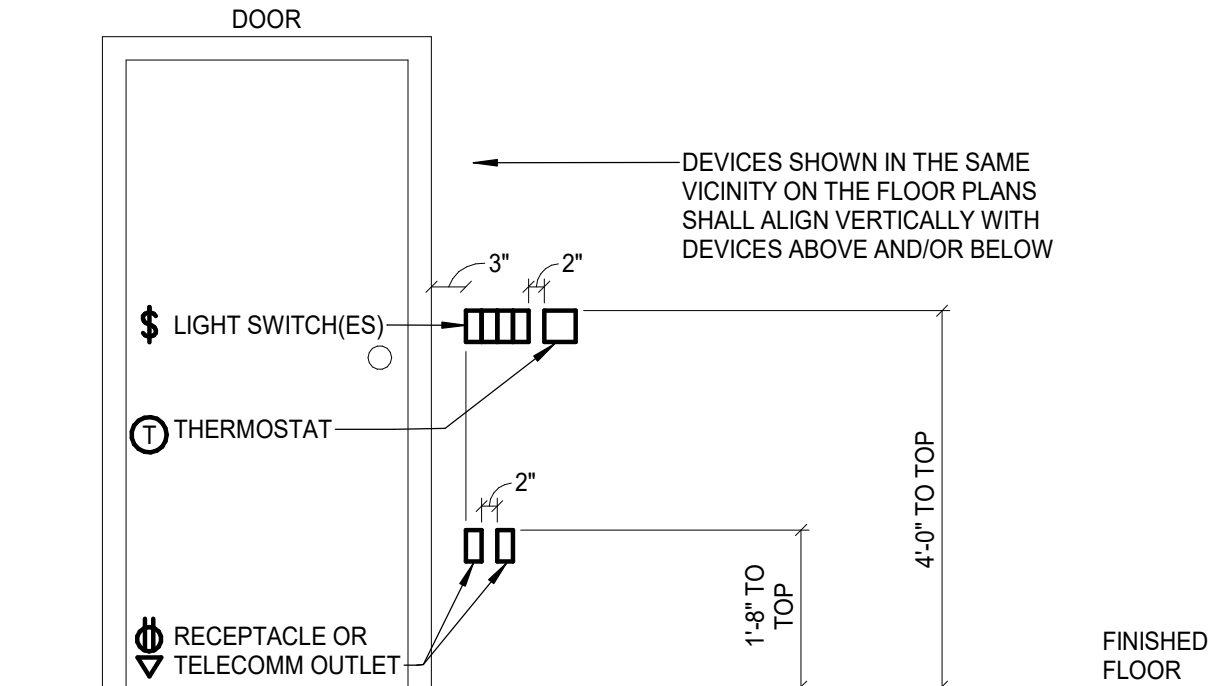 DOOR
DEVICES SHOWN IN THE SAME
VICINITY ON THE FLOOR PLANS
SHALL ALIGN VERTICALLY WITH
DEVICES ABOVE AND/OR BELOW
3"
2"
$ LIGHT SWITCH(ES)
T THERMOSTAT
2"
4'-0" TO TOP
1'-8" TO
TOP
RECEPTACLE OR
TELECOMM OUTLET
FINISHED
FLOOR